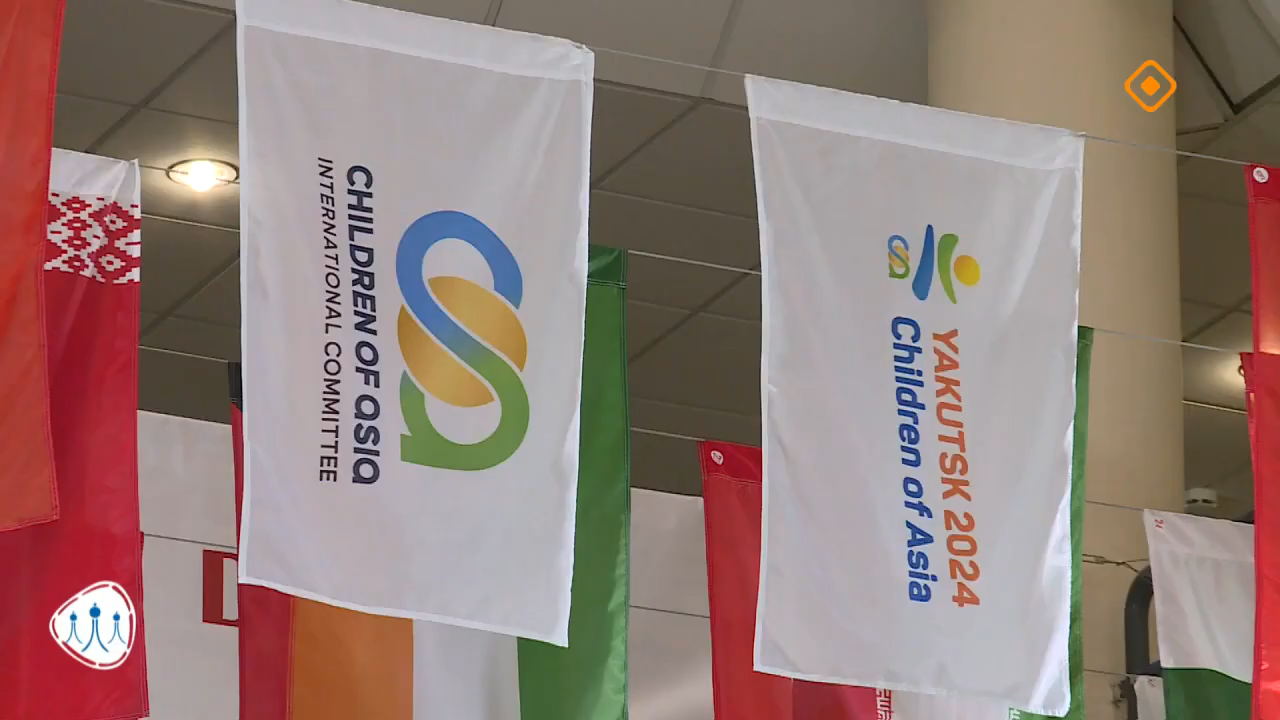 CHILDREN OF ASIA
INTERNATIONAL COMMITTEE
YAKUTSK 2024
Children of Asia